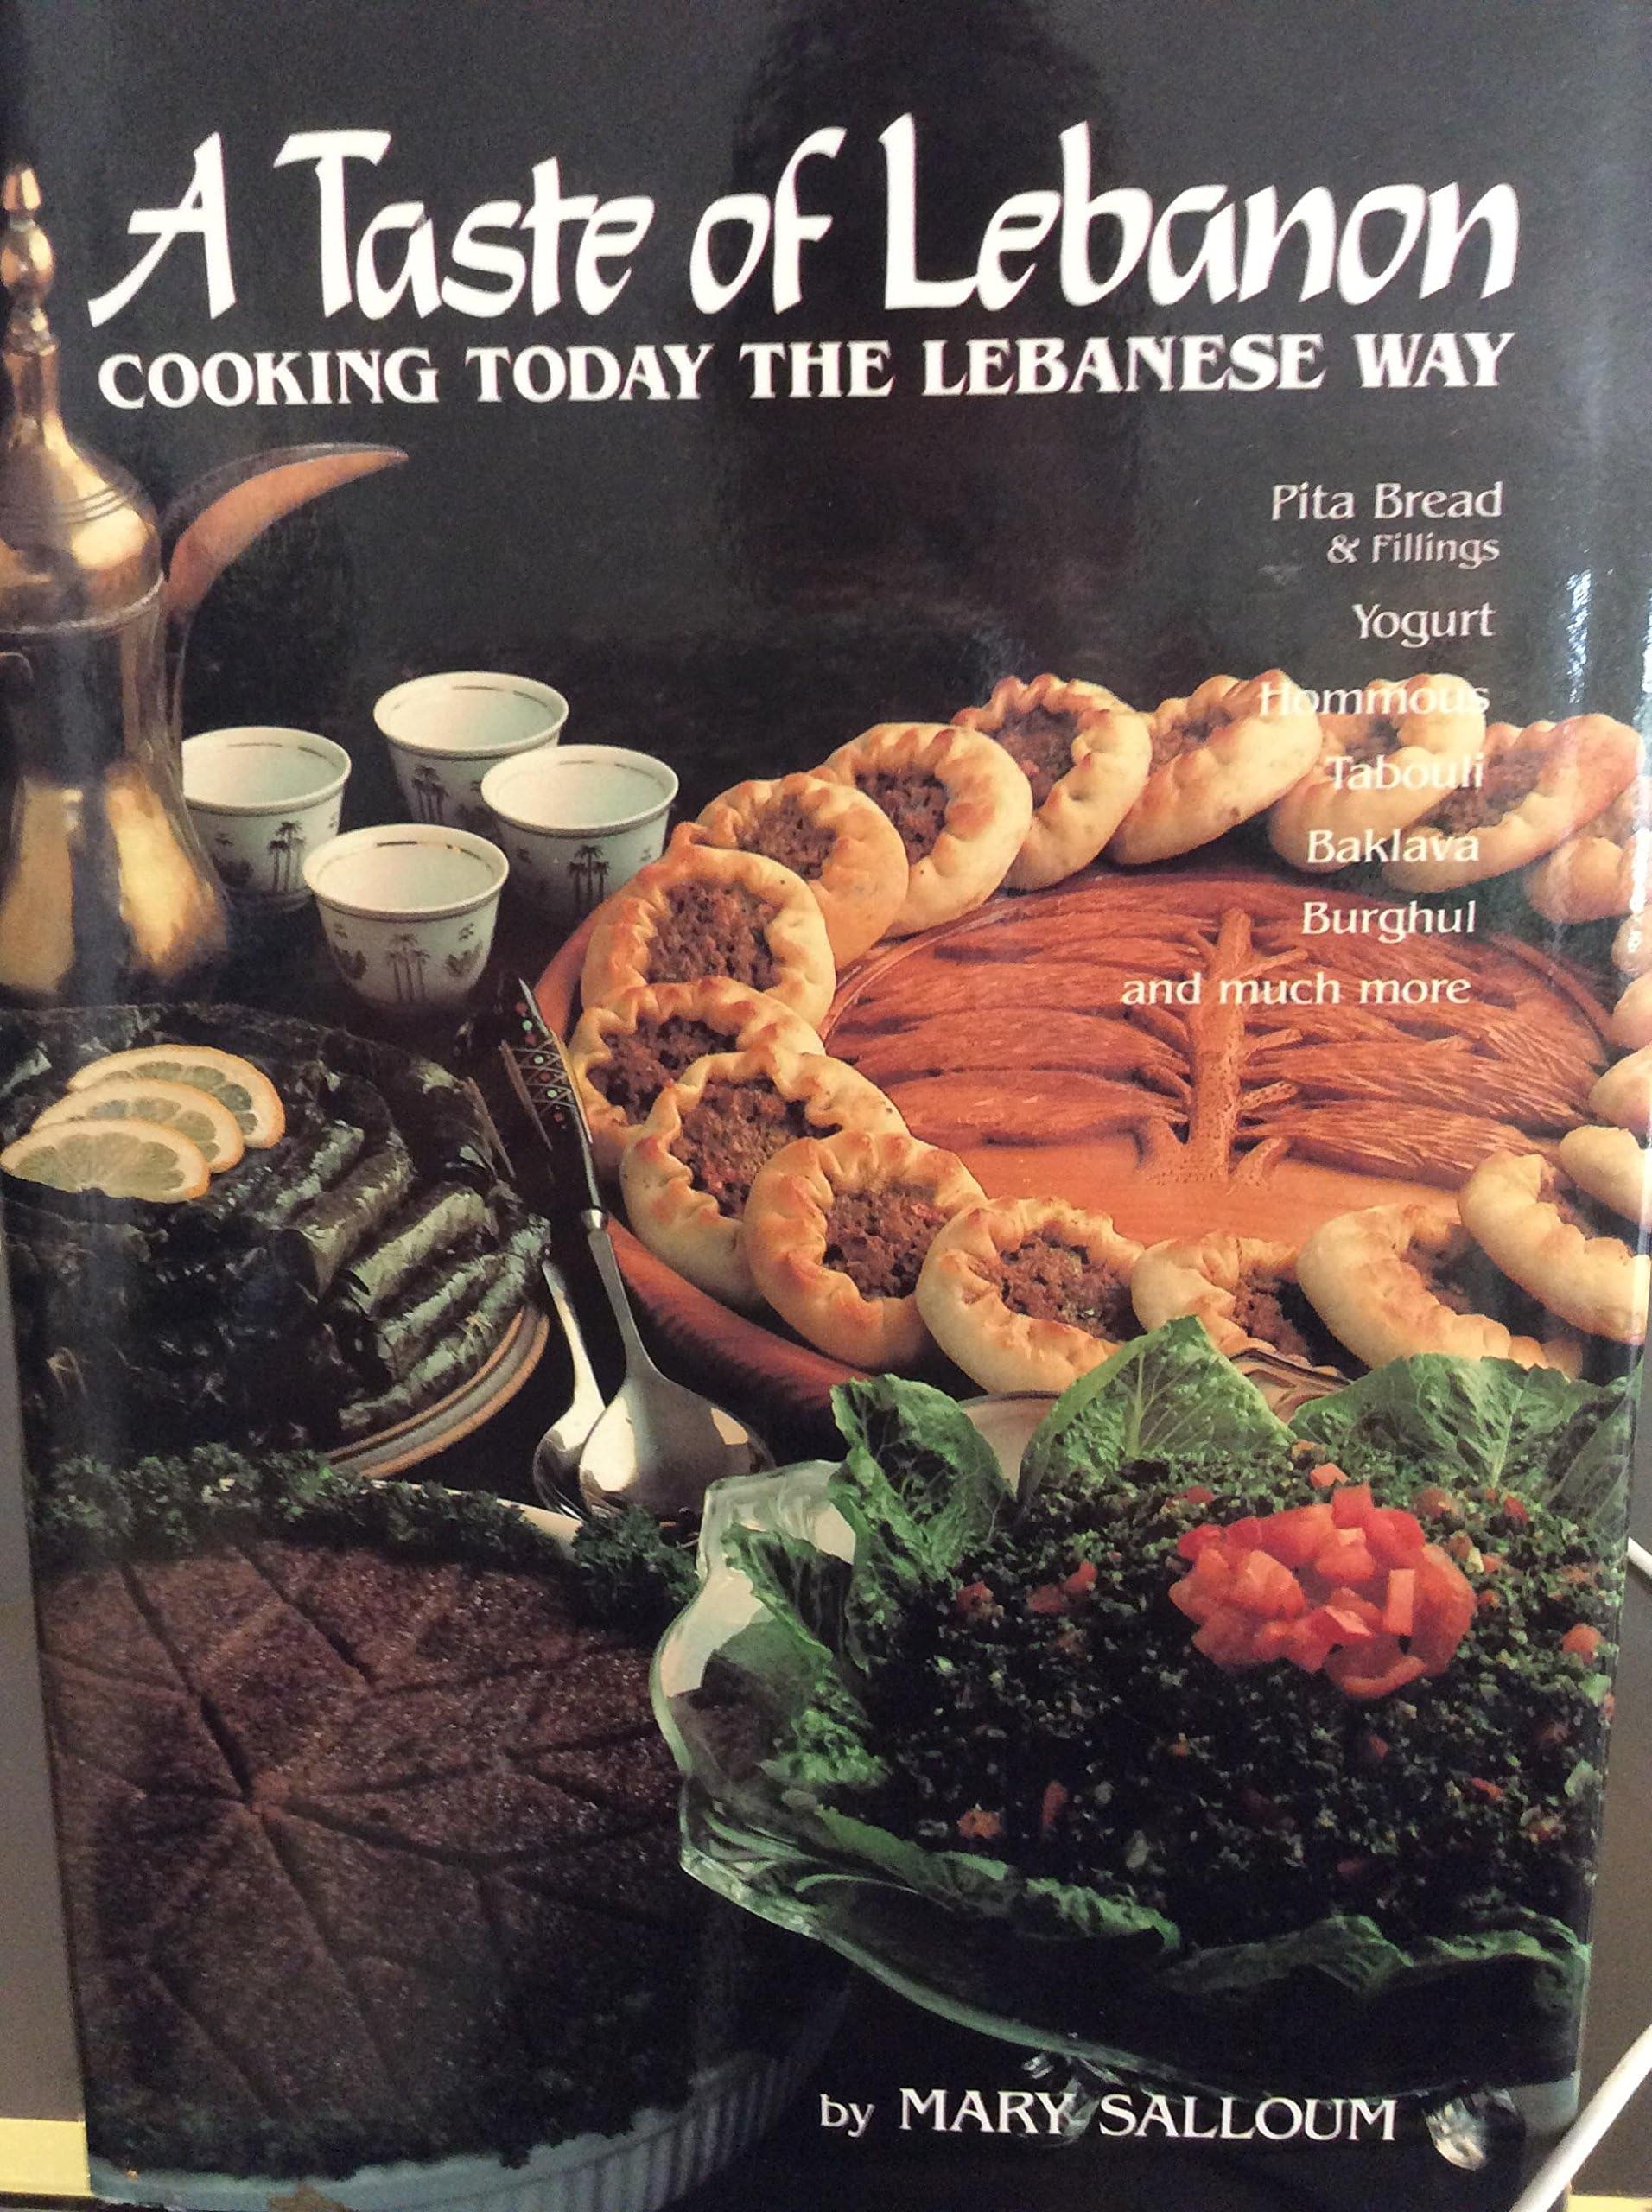 A Taste of Lebanon
COOKING TODAY THE LEBANESE WAY
Pita Bread
& Fillings
Yogurt
Hommous
Tabouli
Baklava
Burghul
and much more
by MARY SALLOUM